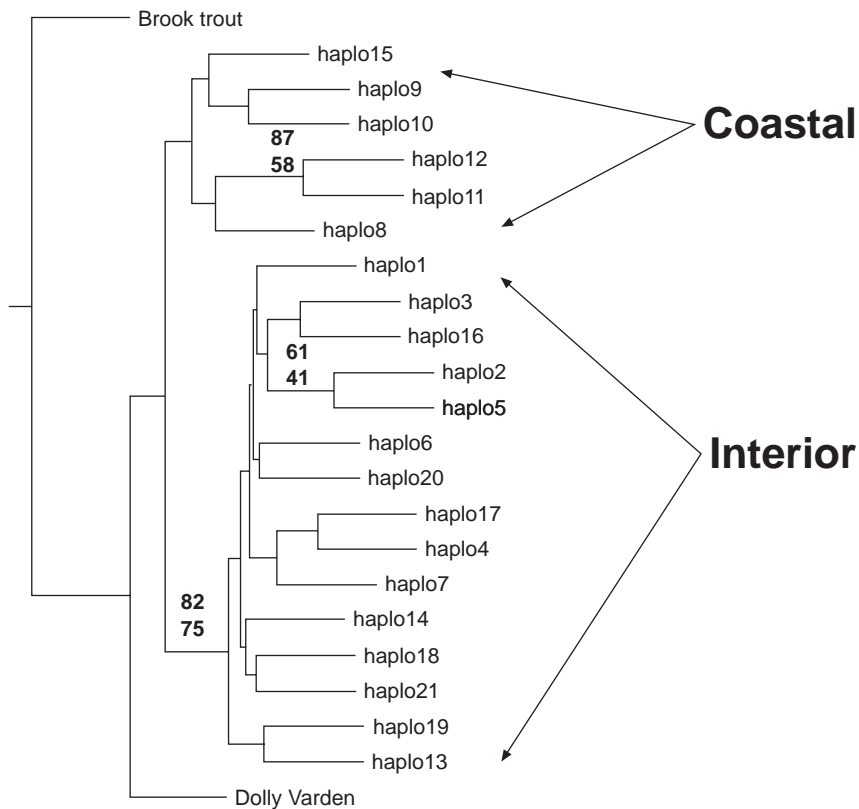 Brook trout
haplo15
haplo9
haplo10
87
58
haplo12
haplo11
haplo8
Coastal
haplo1
haplo3
haplo16
61
41
haplo2
haplo5
haplo6
haplo20
Interior
haplo17
haplo4
haplo7
82
75
haplo14
haplo18
haplo21
haplo19
haplo13
Dolly Varden